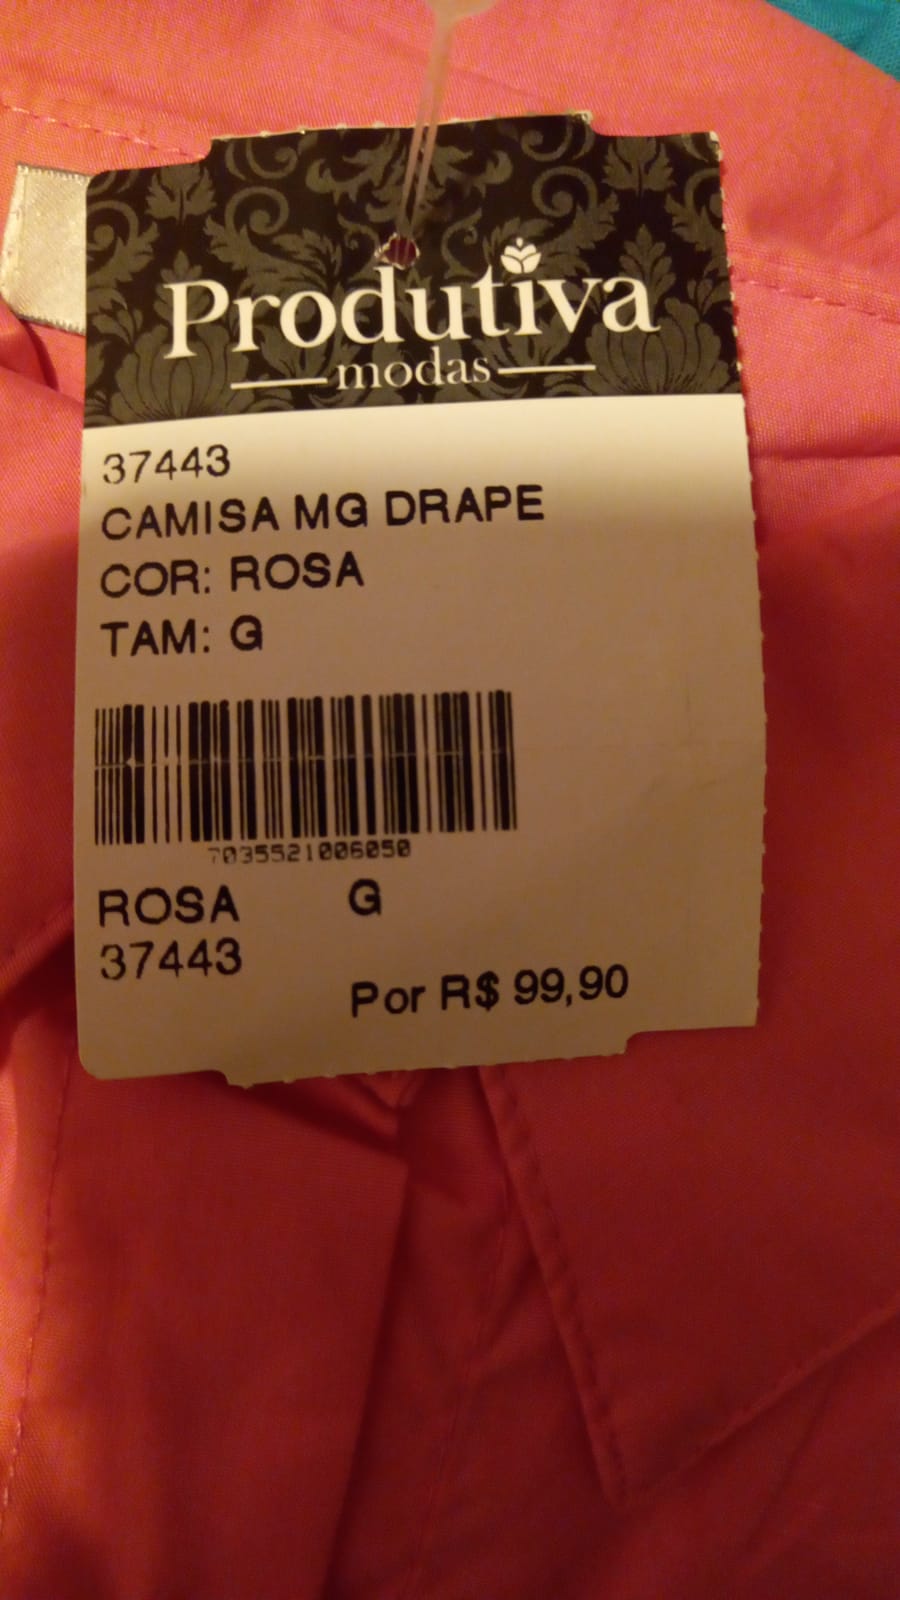 Produtiva
modas
37443
CAMISA MG DRAPE
COR: ROSA
TAM: G
7035521006050
ROSA G
37443
Por R$ 99,90